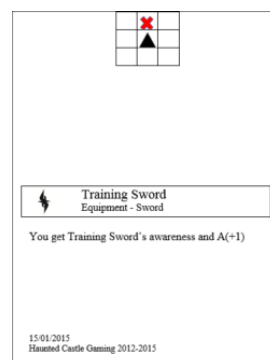 Training Sword
Equipment - Sword
You get Training Sword's awareness and A(+1)
15/01/2015
Haunted Castle Gaming 2012-2015